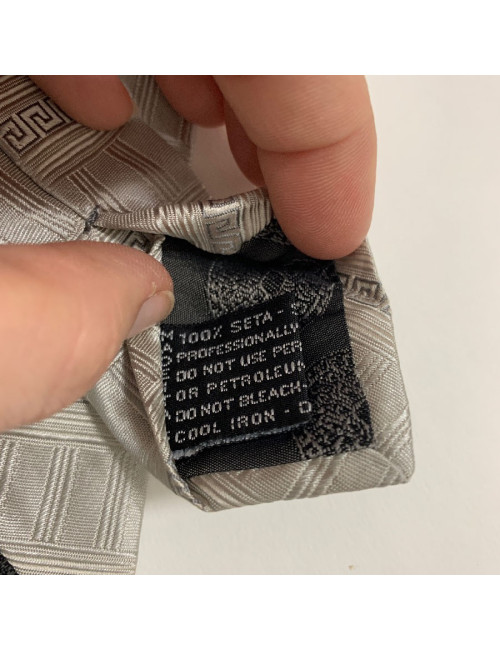 M 100% SETA -
A PROFESSIONALLY
DO NOT USE PER
T OR PETROLEU
A DO NOT BLEACH-
COOL IRON - D